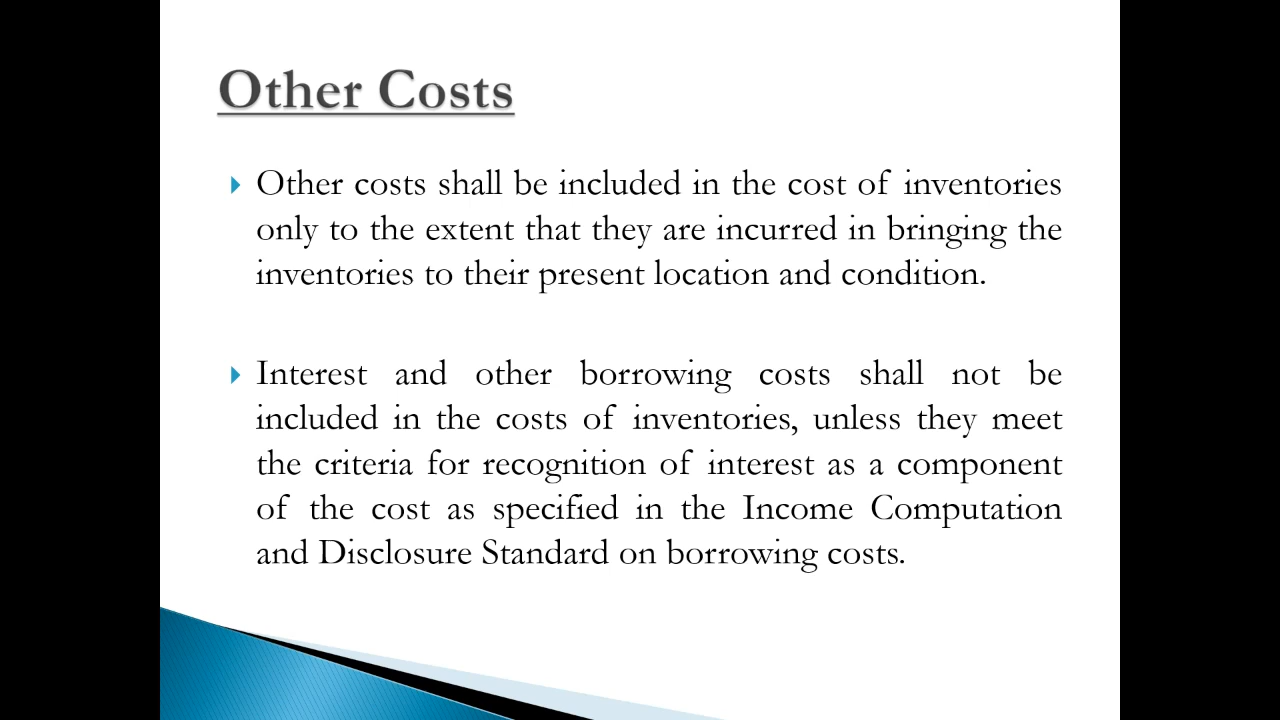 Other Costs
Other costs shall be included in the cost of inventories
only to the extent that they are incurred in bringing the
inventories to their present location and condition.
Interest and other borrowing costs shall not be
included in the costs of inventories, unless they meet
the criteria for recognition of interest as a component
of the cost as specified in the Income Computation
and Disclosure Standard on borrowing costs.